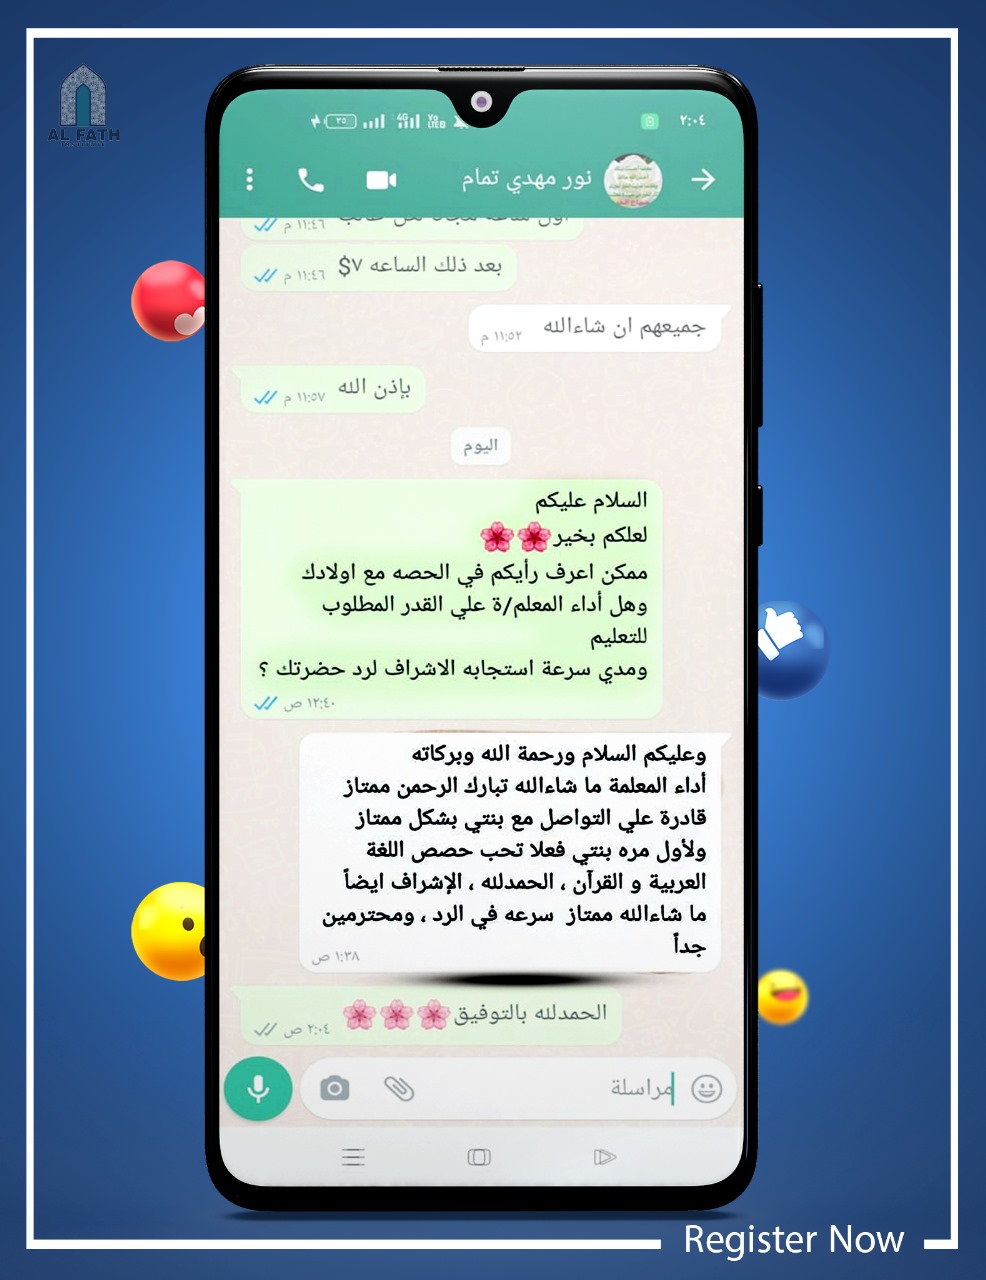 AL FATH
٣٥
4G
Vo
LTE
٢:٠٤
نور مهدي تمام
١١:٤٦ م
بعد ذلك الساعه ٧$
١١:٤٦ م
جميعهم ان شاءالله
١١:٥٢ م
بإذن الله
١١:٥٧ م
اليوم
السلام عليكم
لعلكم بخير🌸🌸
ممكن اعرف رأيكم في الحصه مع اولادك
وهل أداء المعلم/ة علي القدر المطلوب
للتعليم
ومدي سرعة استجابه الاشراف لرد حضرتك ؟
١٢:٤٠ ص
وعليكم السلام ورحمة الله وبركاته
أداء المعلمة ما شاءالله تبارك الرحمن ممتاز
قادرة علي التواصل مع بنتي بشكل ممتاز
ولأول مره بنتي فعلا تحب حصص اللغة
العربية و القرآن ، الحمدلله ، الإشراف ايضاً
ما شاءالله ممتاز سرعه في الرد ، ومحترمين
جداً
١:٣٨ ص
الحمدلله بالتوفيق🌸🌸🌸
٢:٠٤ ص
مراسلة
Register Now